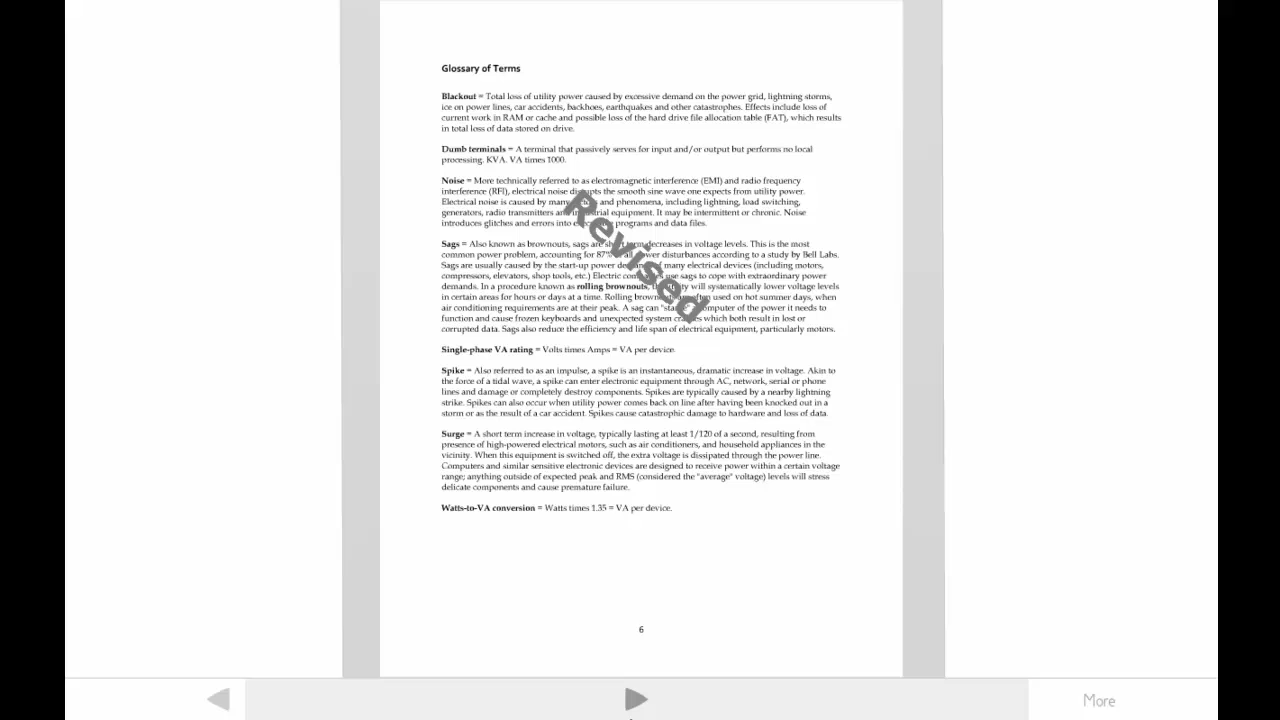 Glossary of Terms
Blackout = Total loss of utility power caused by excessive demand on the power grid, lightning storms,
ice on power lines, car accidents, backhoes, earthquakes and other catastrophes. Effects include loss of
current work in RAM or cache and possible loss of the hard drive file allocation table (FAT), which results
in total loss of data stored on drive.
Dumb terminals = A terminal that passively serves for input and/or output but performs no local
processing. KVA. VA times 1000.
Noise = More technically referred to as electromagnetic interference (EMI) and radio frequency
interference (RFI), electrical noise disrupts the smooth sine wave one expects from utility power.
Electrical noise is caused by many and phenomena, including lightning, load switching,
generators, radio transmitters and industrial equipment. It may be intermittent or chronic. Noise
introduces glitches and errors into programs and data files.
Sags = Also known as brownouts, sags are short term decreases in voltage levels. This is the most
common power problem, accounting for 87% of all power disturbances according to a study by Bell Labs.
Sags are usually caused by the start-up power demands of many electrical devices (including motors,
compressors, elevators, shop tools, etc.) Electric companies use sags to cope with extraordinary power
demands. In a procedure known as rolling brownouts, the utility will systematically lower voltage levels
in certain areas for hours or days at a time. Rolling brownouts are often used on hot summer days, when
air conditioning requirements are at their peak. A sag can "starve" a computer of the power it needs to
function and cause frozen keyboards and unexpected system crashes which both result in lost or
corrupted data. Sags also reduce the efficiency and life span of electrical equipment, particularly motors.
Single-phase VA rating = Volts times Amps = VA per device.
Spike = Also referred to as an impulse, a spike is an instantaneous, dramatic increase in voltage. Akin to
the force of a tidal wave, a spike can enter electronic equipment through AC, network, serial or phone
lines and damage or completely destroy components. Spikes are typically caused by a nearby lightning
strike. Spikes can also occur when utility power comes back on line after having been knocked out in a
storm or as the result of a car accident. Spikes cause catastrophic damage to hardware and loss of data.
Surge = A short term increase in voltage, typically lasting at least 1/120 of a second, resulting from
presence of high-powered electrical motors, such as air conditioners, and household appliances in the
vicinity. When this equipment is switched off, the extra voltage is dissipated through the power line.
Computers and similar sensitive electronic devices are designed to receive power within a certain voltage
range; anything outside of expected peak and RMS (considered the "average" voltage) levels will stress
delicate components and cause premature failure.
Watts-to-VA conversion = Watts times 1.35 = VA per device.
Revised
6
More